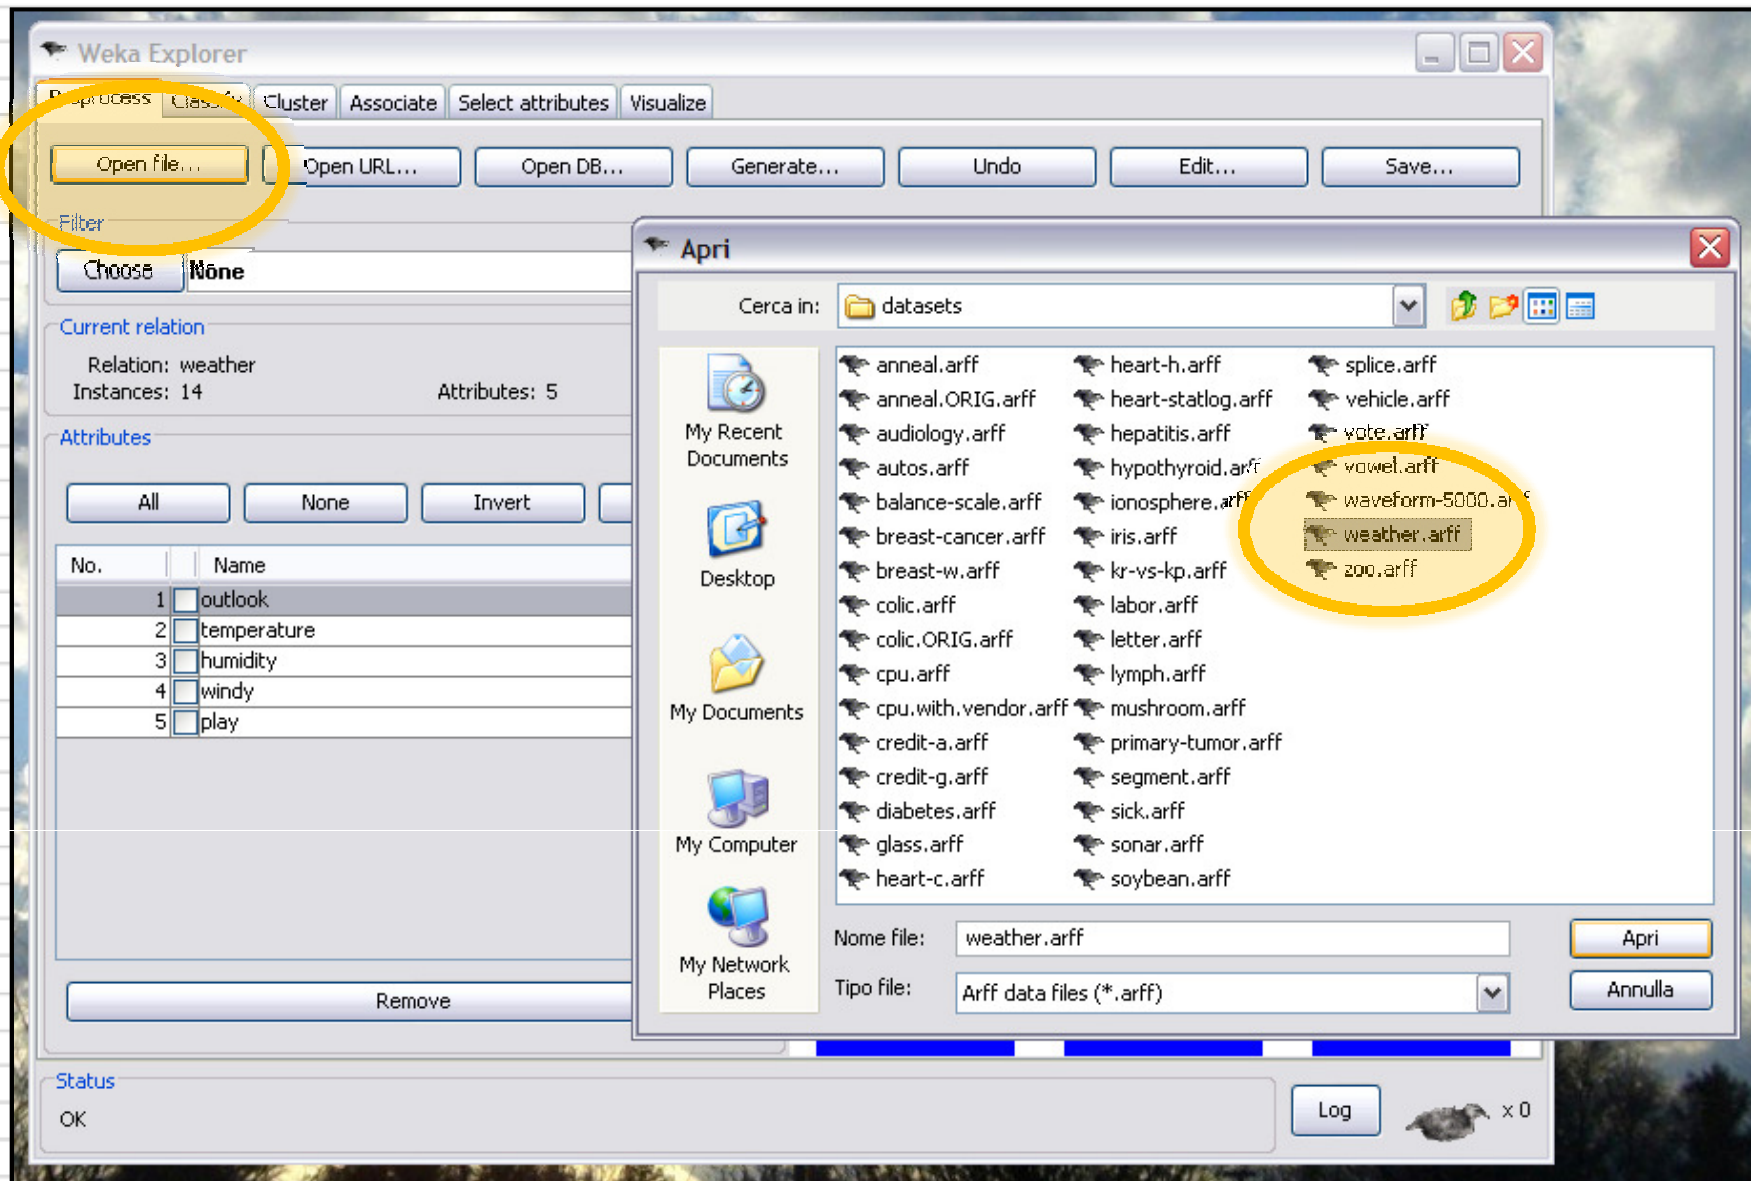 Weka Explorer
Preprocess Classify Cluster Associate Select attributes Visualize
Open file... Open URL... Open DB... Generate... Undo Edit... Save...
Filter
Choose None
Current relation
Relation: weather
Instances: 14 Attributes: 5
Attributes
All None Invert
No. Name
1 outlook
2 temperature
3 humidity
4 windy
5 play
Remove
Status
OK
Log x 0
Apri
Cerca in: datasets
My Recent
Documents
Desktop
My Documents
My Computer
My Network
Places
anneal.arff
anneal.ORIG.arff
audiology.arff
autos.arff
balance-scale.arff
breast-cancer.arff
breast-w.arff
colic.arff
colic.ORIG.arff
cpu.arff
cpu.with.vendor.arff
credit-a.arff
credit-g.arff
diabetes.arff
glass.arff
heart-c.arff
heart-h.arff
heart-statlog.arff
hepatitis.arff
hypothyroid.arff
ionosphere.arff
iris.arff
kr-vs-kp.arff
labor.arff
letter.arff
lymph.arff
mushroom.arff
primary-tumor.arff
segment.arff
sick.arff
sonar.arff
soybean.arff
splice.arff
vehicle.arff
vote.arff
vowel.arff
waveform-5000.arff
weather.arff
zoo.arff
Nome file: weather.arff Apri
Tipo file: Arff data files (*.arff) Annulla